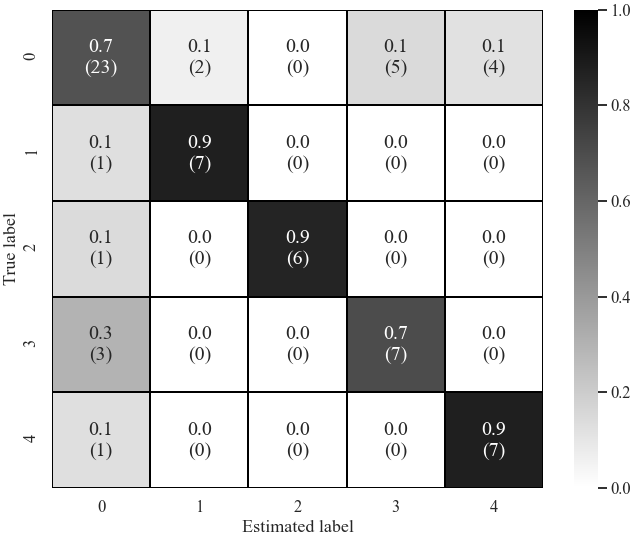 0.7 0.1 0.0 0.1 0.1
(23) (2) (0) (5) (4)
0.1 0.9 0.0 0.0 0.0
(1) (7) (0) (0) (0)
0.1 0.0 0.9 0.0 0.0
(1) (0) (6) (0) (0)
0.3 0.0 0.0 0.7 0.0
(3) (0) (0) (7) (0)
0.1 0.0 0.0 0.0 0.9
(1) (0) (0) (0) (7)
0
1
2
3
4
True label
0 1 2 3 4
Estimated label
1.0
0.8
0.6
0.4
0.2
0.0